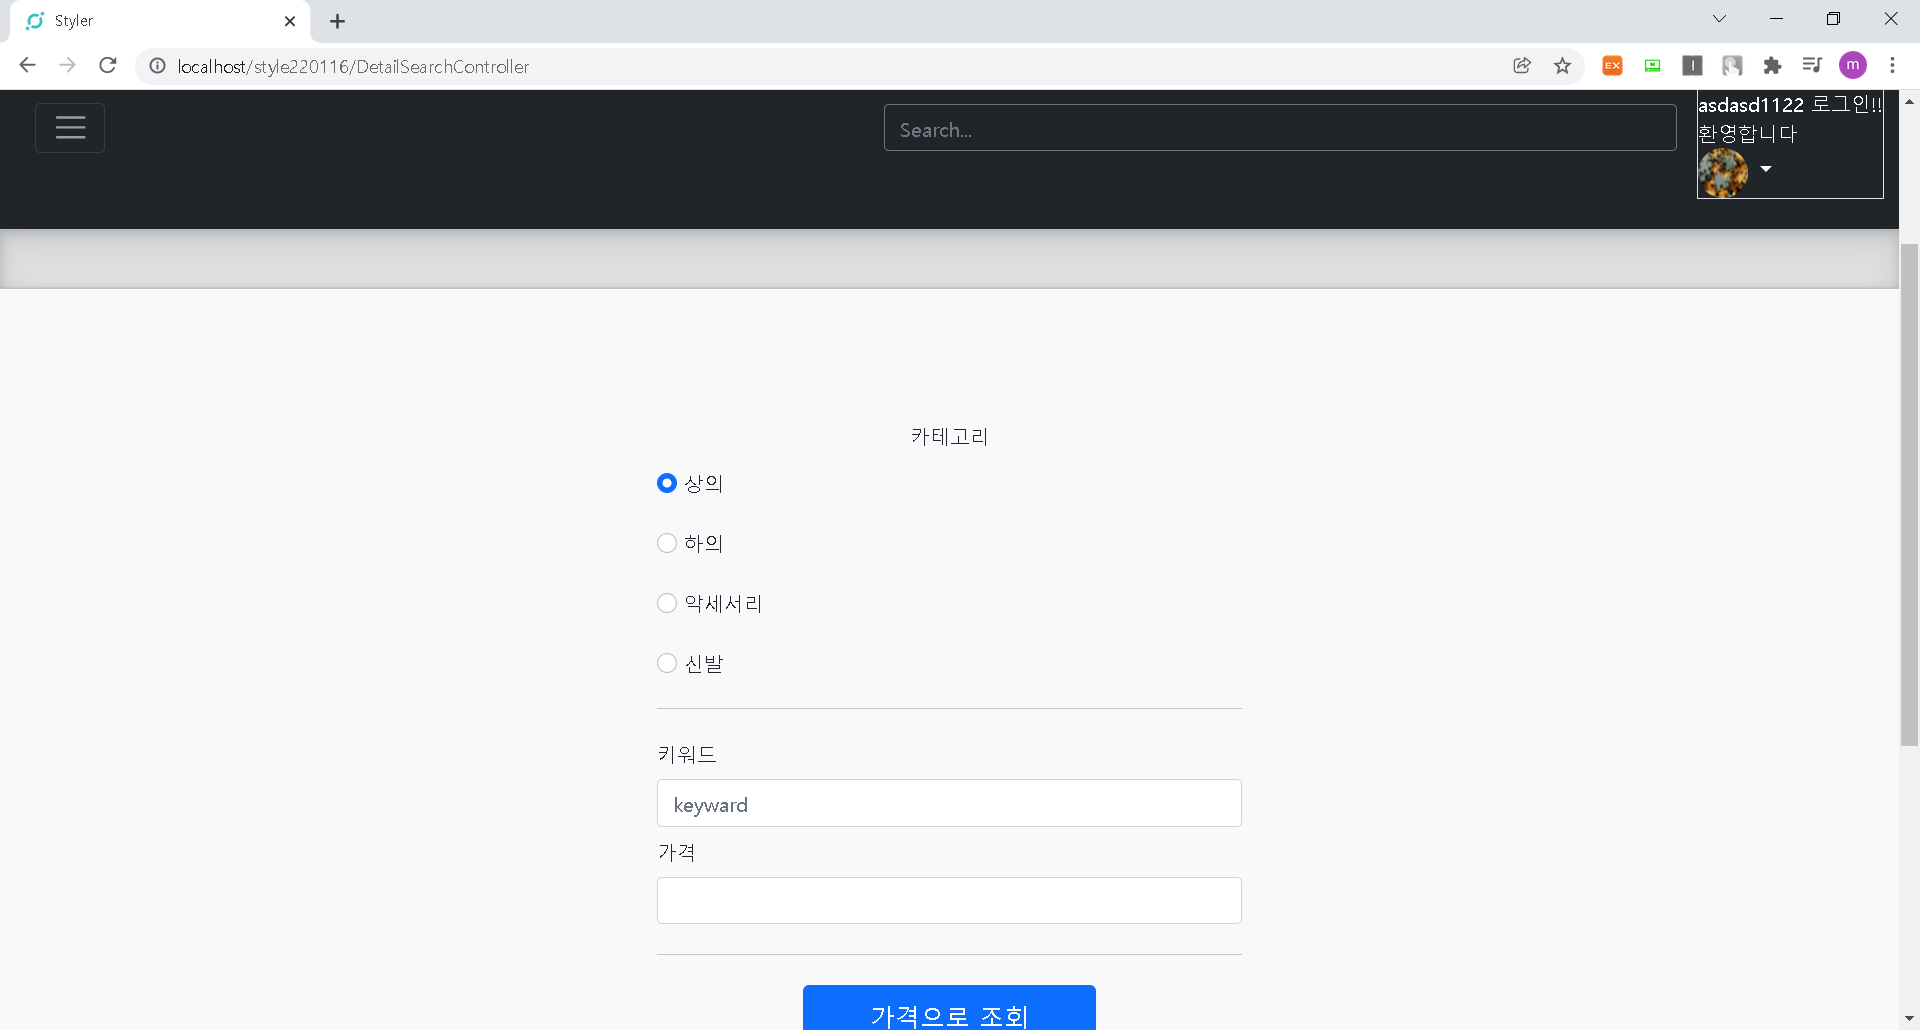 Styler
localhost/style220116/DetailSearchController
EX
m
Search...
asdasd1122 로그인!!
환영합니다
카테고리
상의
하의
악세서리
신발
키워드
keyward
가격
가격으로 조회